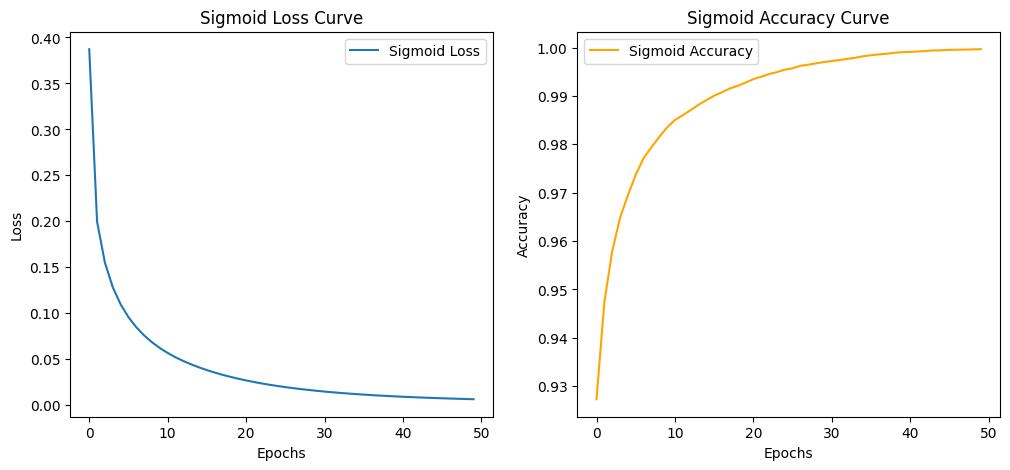 Sigmoid Loss Curve
Sigmoid Loss
0.40
0.35
0.30
0.25
0.20
0.15
0.10
0.05
0.00
Loss
0 10 20 30 40 50
Epochs
Sigmoid Accuracy Curve
Sigmoid Accuracy
1.00
0.99
0.98
0.97
0.96
0.95
0.94
0.93
Accuracy
0 10 20 30 40 50
Epochs